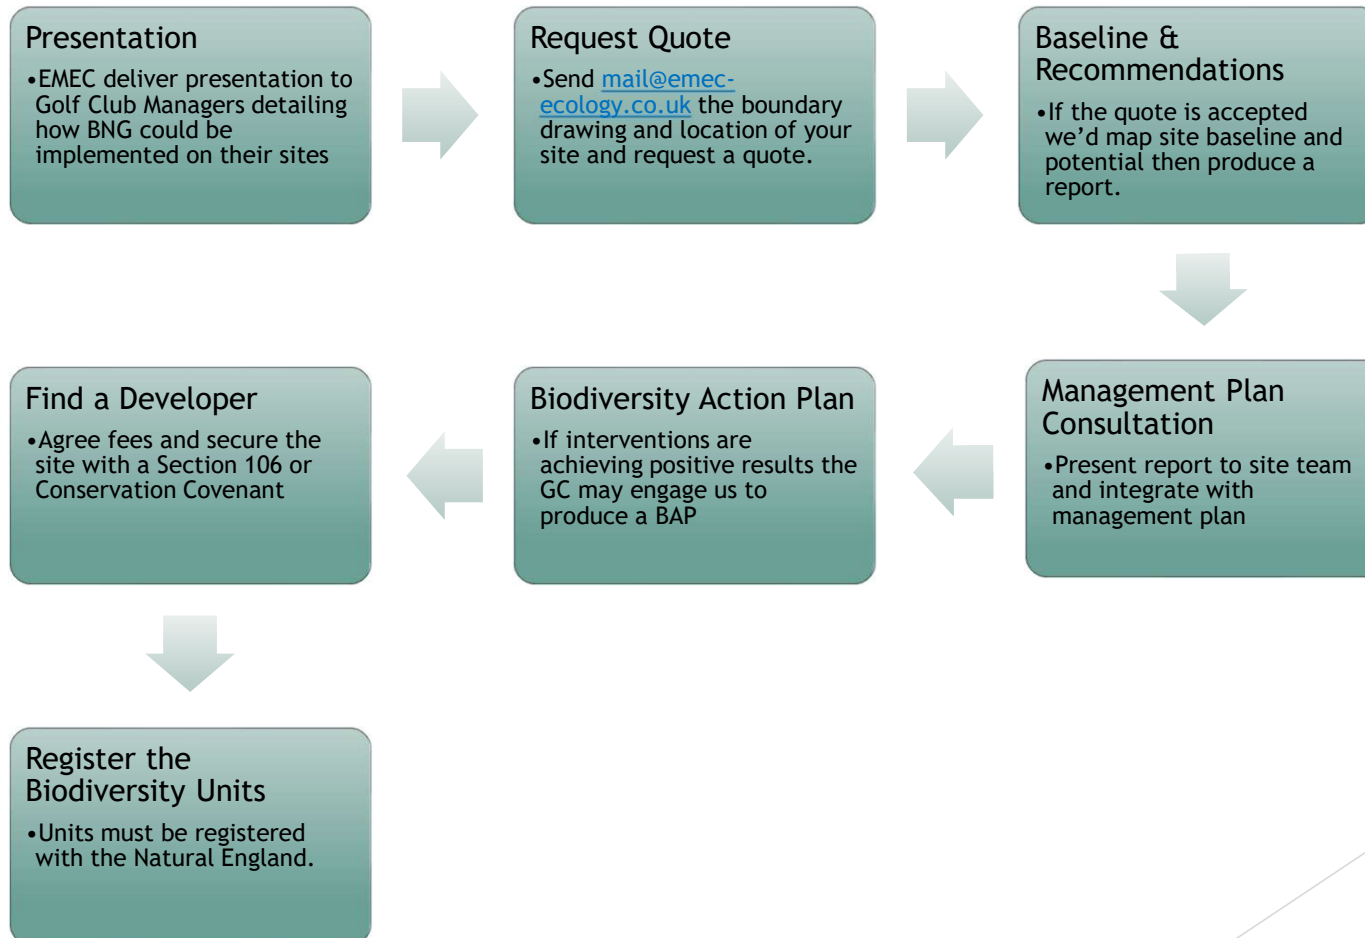 Presentation
•EMEC deliver presentation to
Golf Club Managers detailing
how BNG could be
implemented on their sites
Request Quote
•Send mail@emec-
ecology.co.uk the boundary
drawing and location of your
site and request a quote.
Baseline &
Recommendations
•If the quote is accepted
we’d map site baseline and
potential then produce a
report.
Management Plan
Consultation
•Present report to site team
and integrate with
management plan
Biodiversity Action Plan
•If interventions are
achieving positive results the
GC may engage us to
produce a BAP
Find a Developer
•Agree fees and secure the
site with a Section 106 or
Conservation Covenant
Register the
Biodiversity Units
•Units must be registered
with the Natural England.